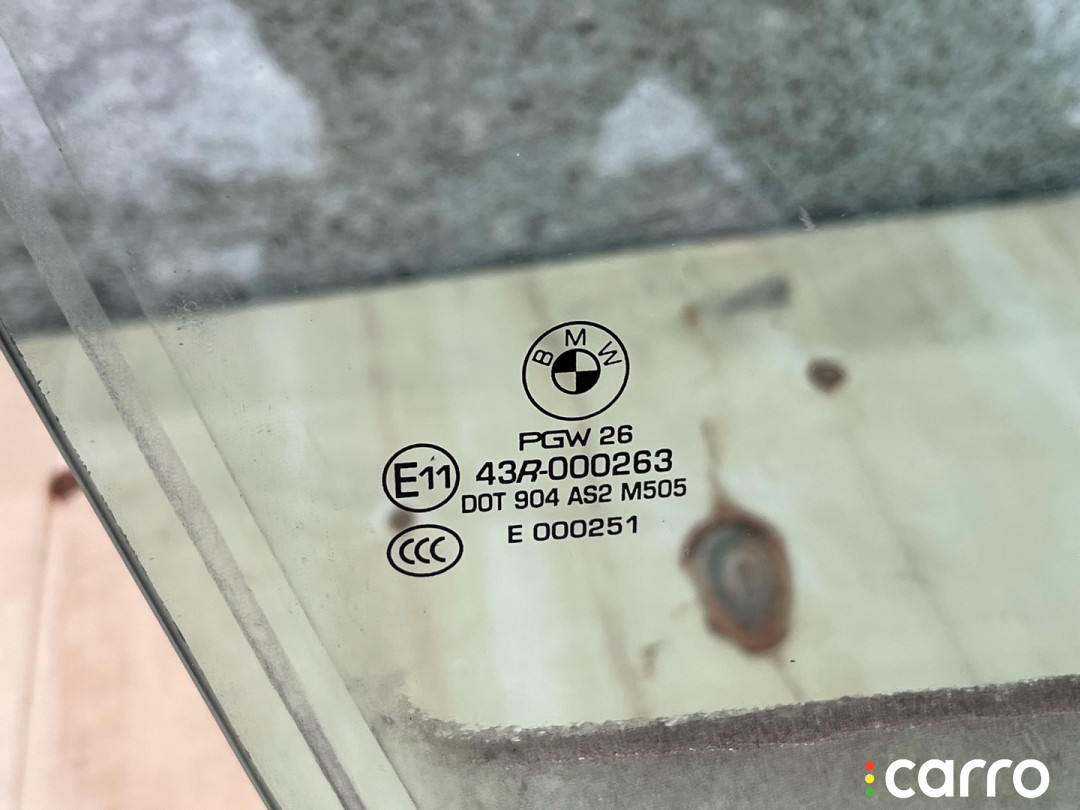 BMW
PGW 26
E11 43R-000263
DOT 904 AS2 M505
CCC E 000251
carro